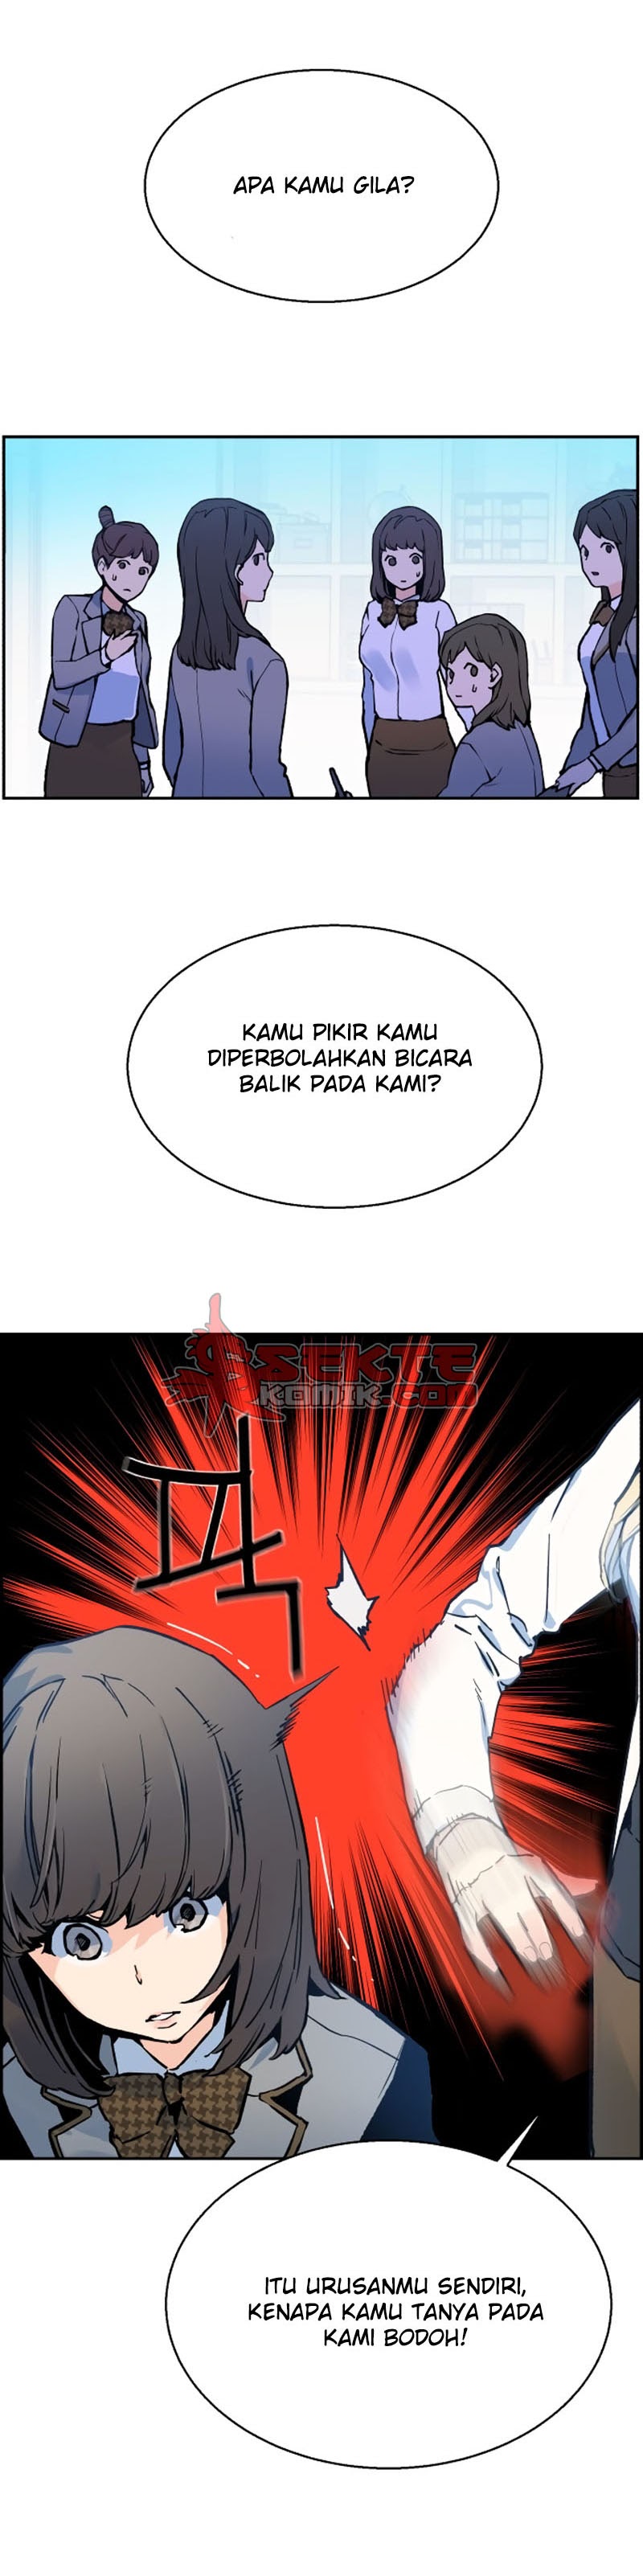 APA KAMU GILA?
KAMU PIKIR KAMU
DIPERBOLAHKAN BICARA
BALIK PADA KAMI?
SEKTE
KOMIK.COM
퍽
ITU URUSANMU SENDIRI,
KENAPA KAMU TANYA PADA
KAMI BODOH!